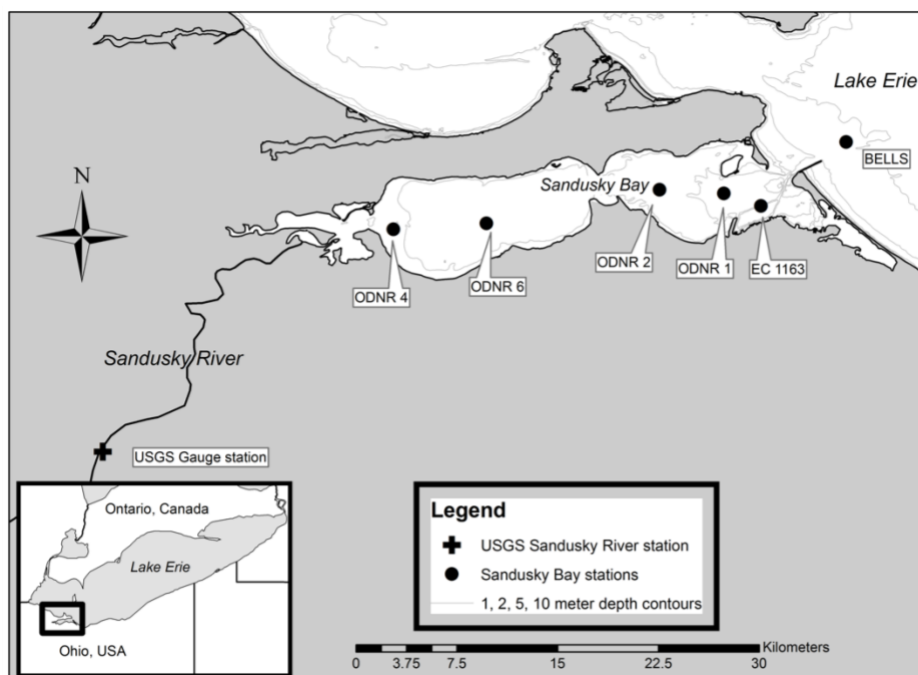 Lake Erie
BELLS
N
Sandusky Bay
ODNR 4
ODNR 6
ODNR 2
ODNR 1
EC 1163
Sandusky River
USGS Gauge station
Ontario, Canada
Lake Erie
Ohio, USA
Legend
USGS Sandusky River station
Sandusky Bay stations
1, 2, 5, 10 meter depth contours
Kilometers
0 3.75 7.5 15 22.5 30